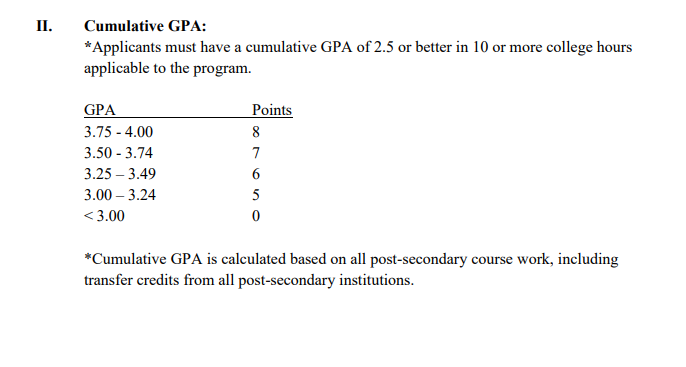 II. Cumulative GPA:
*Applicants must have a cumulative GPA of 2.5 or better in 10 or more college hours
applicable to the program.
GPA Points
3.75 - 4.00 8
3.50 - 3.74 7
3.25 – 3.49 6
3.00 – 3.24 5
< 3.00 0
*Cumulative GPA is calculated based on all post-secondary course work, including
transfer credits from all post-secondary institutions.